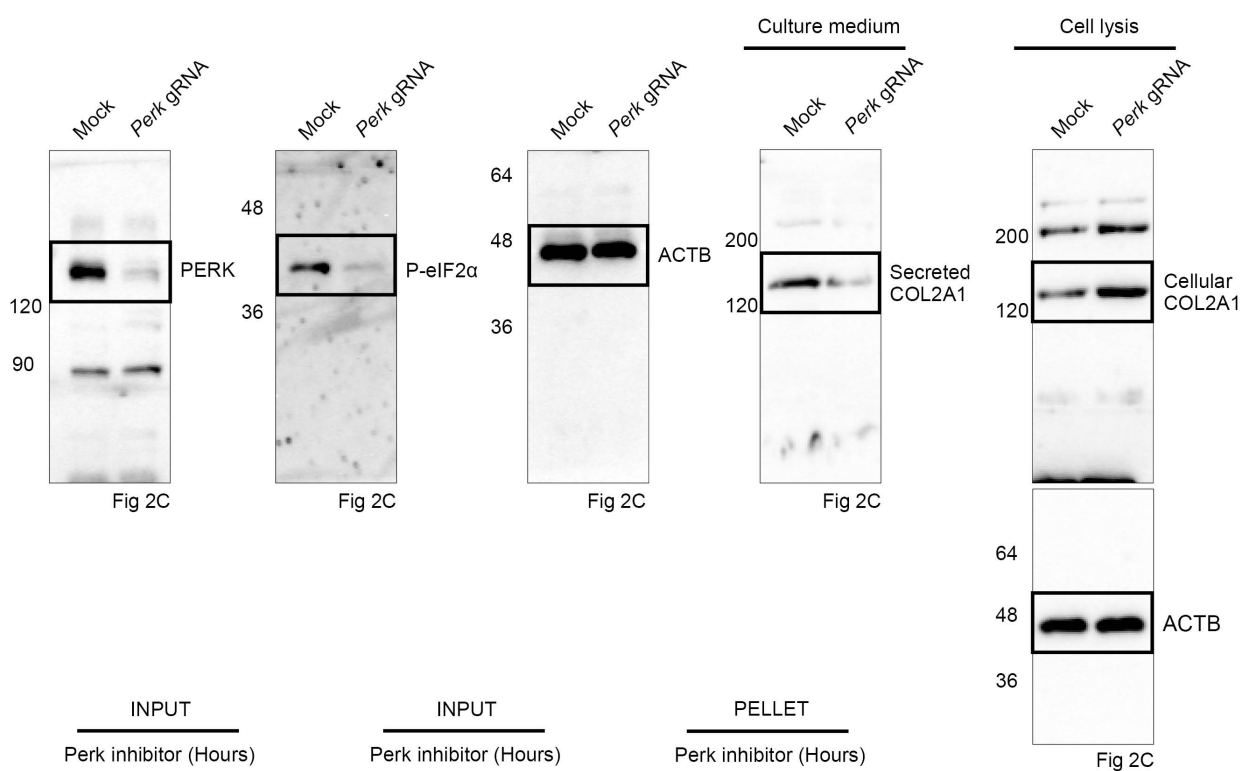 Culture medium
Cell lysis
Mock
Perk gRNA
Mock
Perk gRNA
Mock
Perk gRNA
Mock
Perk gRNA
Mock
Perk gRNA
PERK
120
90
Fig 2C
48
P-eIF2α
36
Fig 2C
64
48
ACTB
36
Fig 2C
200
Secreted
COL2A1
120
Fig 2C
200
Cellular
COL2A1
120
64
48
ACTB
36
Fig 2C
INPUT
Perk inhibitor (Hours)
INPUT
Perk inhibitor (Hours)
PELLET
Perk inhibitor (Hours)